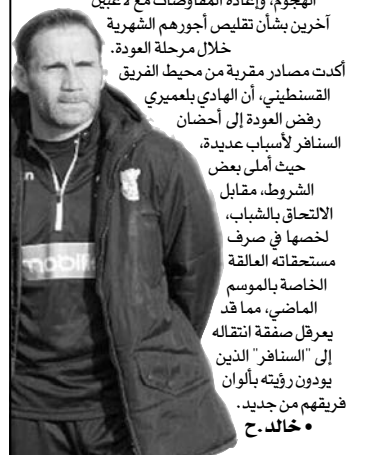 الهجوم، وإعادة المفاوضات مع لاعبين
آخرين بشأن تقليص أجورهم الشهرية
خلال مرحلة العودة.
أكدت مصادر مقربة من محيط الفريق
القسنطيني، أن الهادي بلعميري
رفض العودة إلى أحضان
السنافر لأسباب عديدة،
حيث أملى بعض
الشروط، مقابل
الالتحاق بالشباب،
لخصها في صرف
مستحقاته العالقة
الخاصة بالموسم
الماضي، مما قد
يعرقل صفقة انتقاله
إلى "السنافر" الذين
يودون رؤيته بألوان
فريقهم من جديد.
• خالد.ح